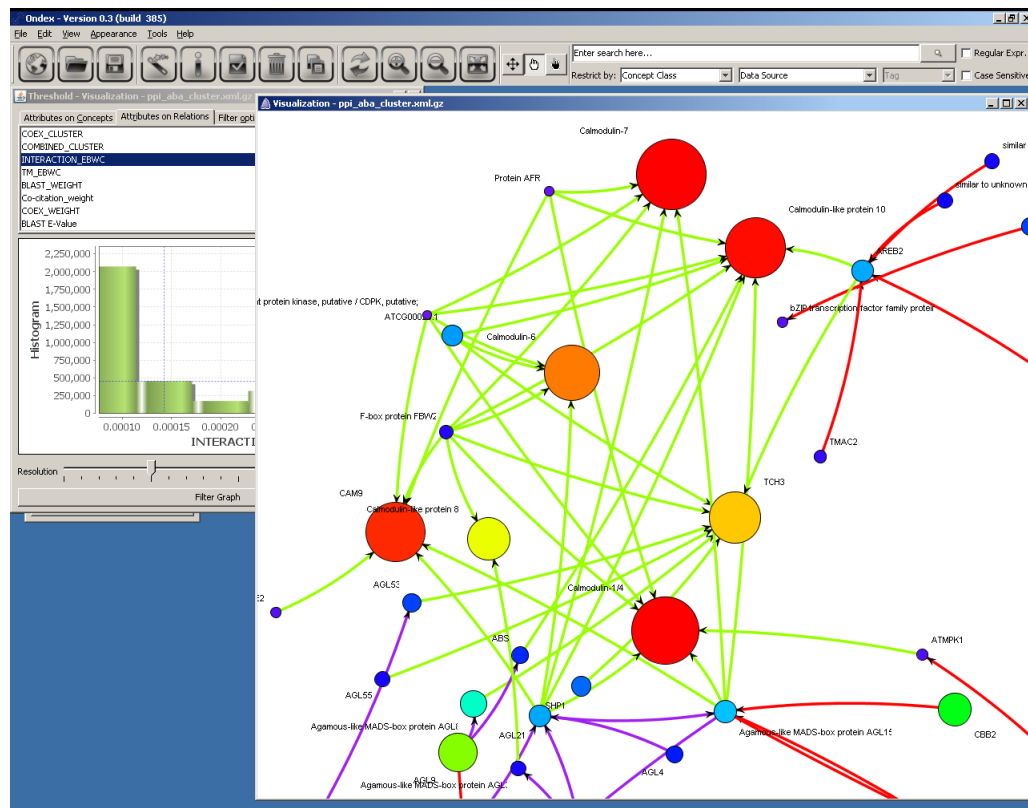 Ondex - Version 0.3 (build 385)
File Edit View Appearance Tools Help
Enter search here...
Regular Expr.
Restrict by: Concept Class Data Source Tag Case Sensitive
Threshold - Visualization - ppi_aba_cluster.xml.gz
Visualization - ppi_aba_cluster.xml.gz
Attributes on Concepts Attributes on Relations Filter opti
COEX_CLUSTER
COMBINED_CLUSTER
INTERACTION_EBWC
TM_EBWC
BLAST_WEIGHT
Co-citation_weight
COEX_WEIGHT
BLAST E-Value
2,250,000
2,000,000
1,750,000
1,500,000
1,250,000
1,000,000
750,000
500,000
250,000
0
Histogram
0.00010 0.00015 0.00020
INTERACTI
Resolution
Filter Graph
Calmodulin-7
similar
Protein AFR
similar to unknown
Calmodulin-like protein 10
AREB2
nt protein kinase, putative / CDPK, putative;
bZIP transcription factor family protein
Calmodulin-6
F-box protein FBW2
TMAC2
TCH3
CAM9
Calmodulin-like protein 8
AGL53
Calmodulin-1/4
E2
ABS
ATMPK1
AGL55
SHP1
Agamous-like MADS-box protein AGL15
CBB2
AGL21
AGL4
AGL9